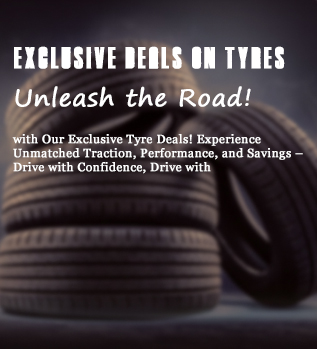 EXCLUSIVE DEALS ON TYRES
Unleash the Road!
with Our Exclusive Tyre Deals! Experience
Unmatched Traction, Performance, and Savings –
Drive with Confidence, Drive with